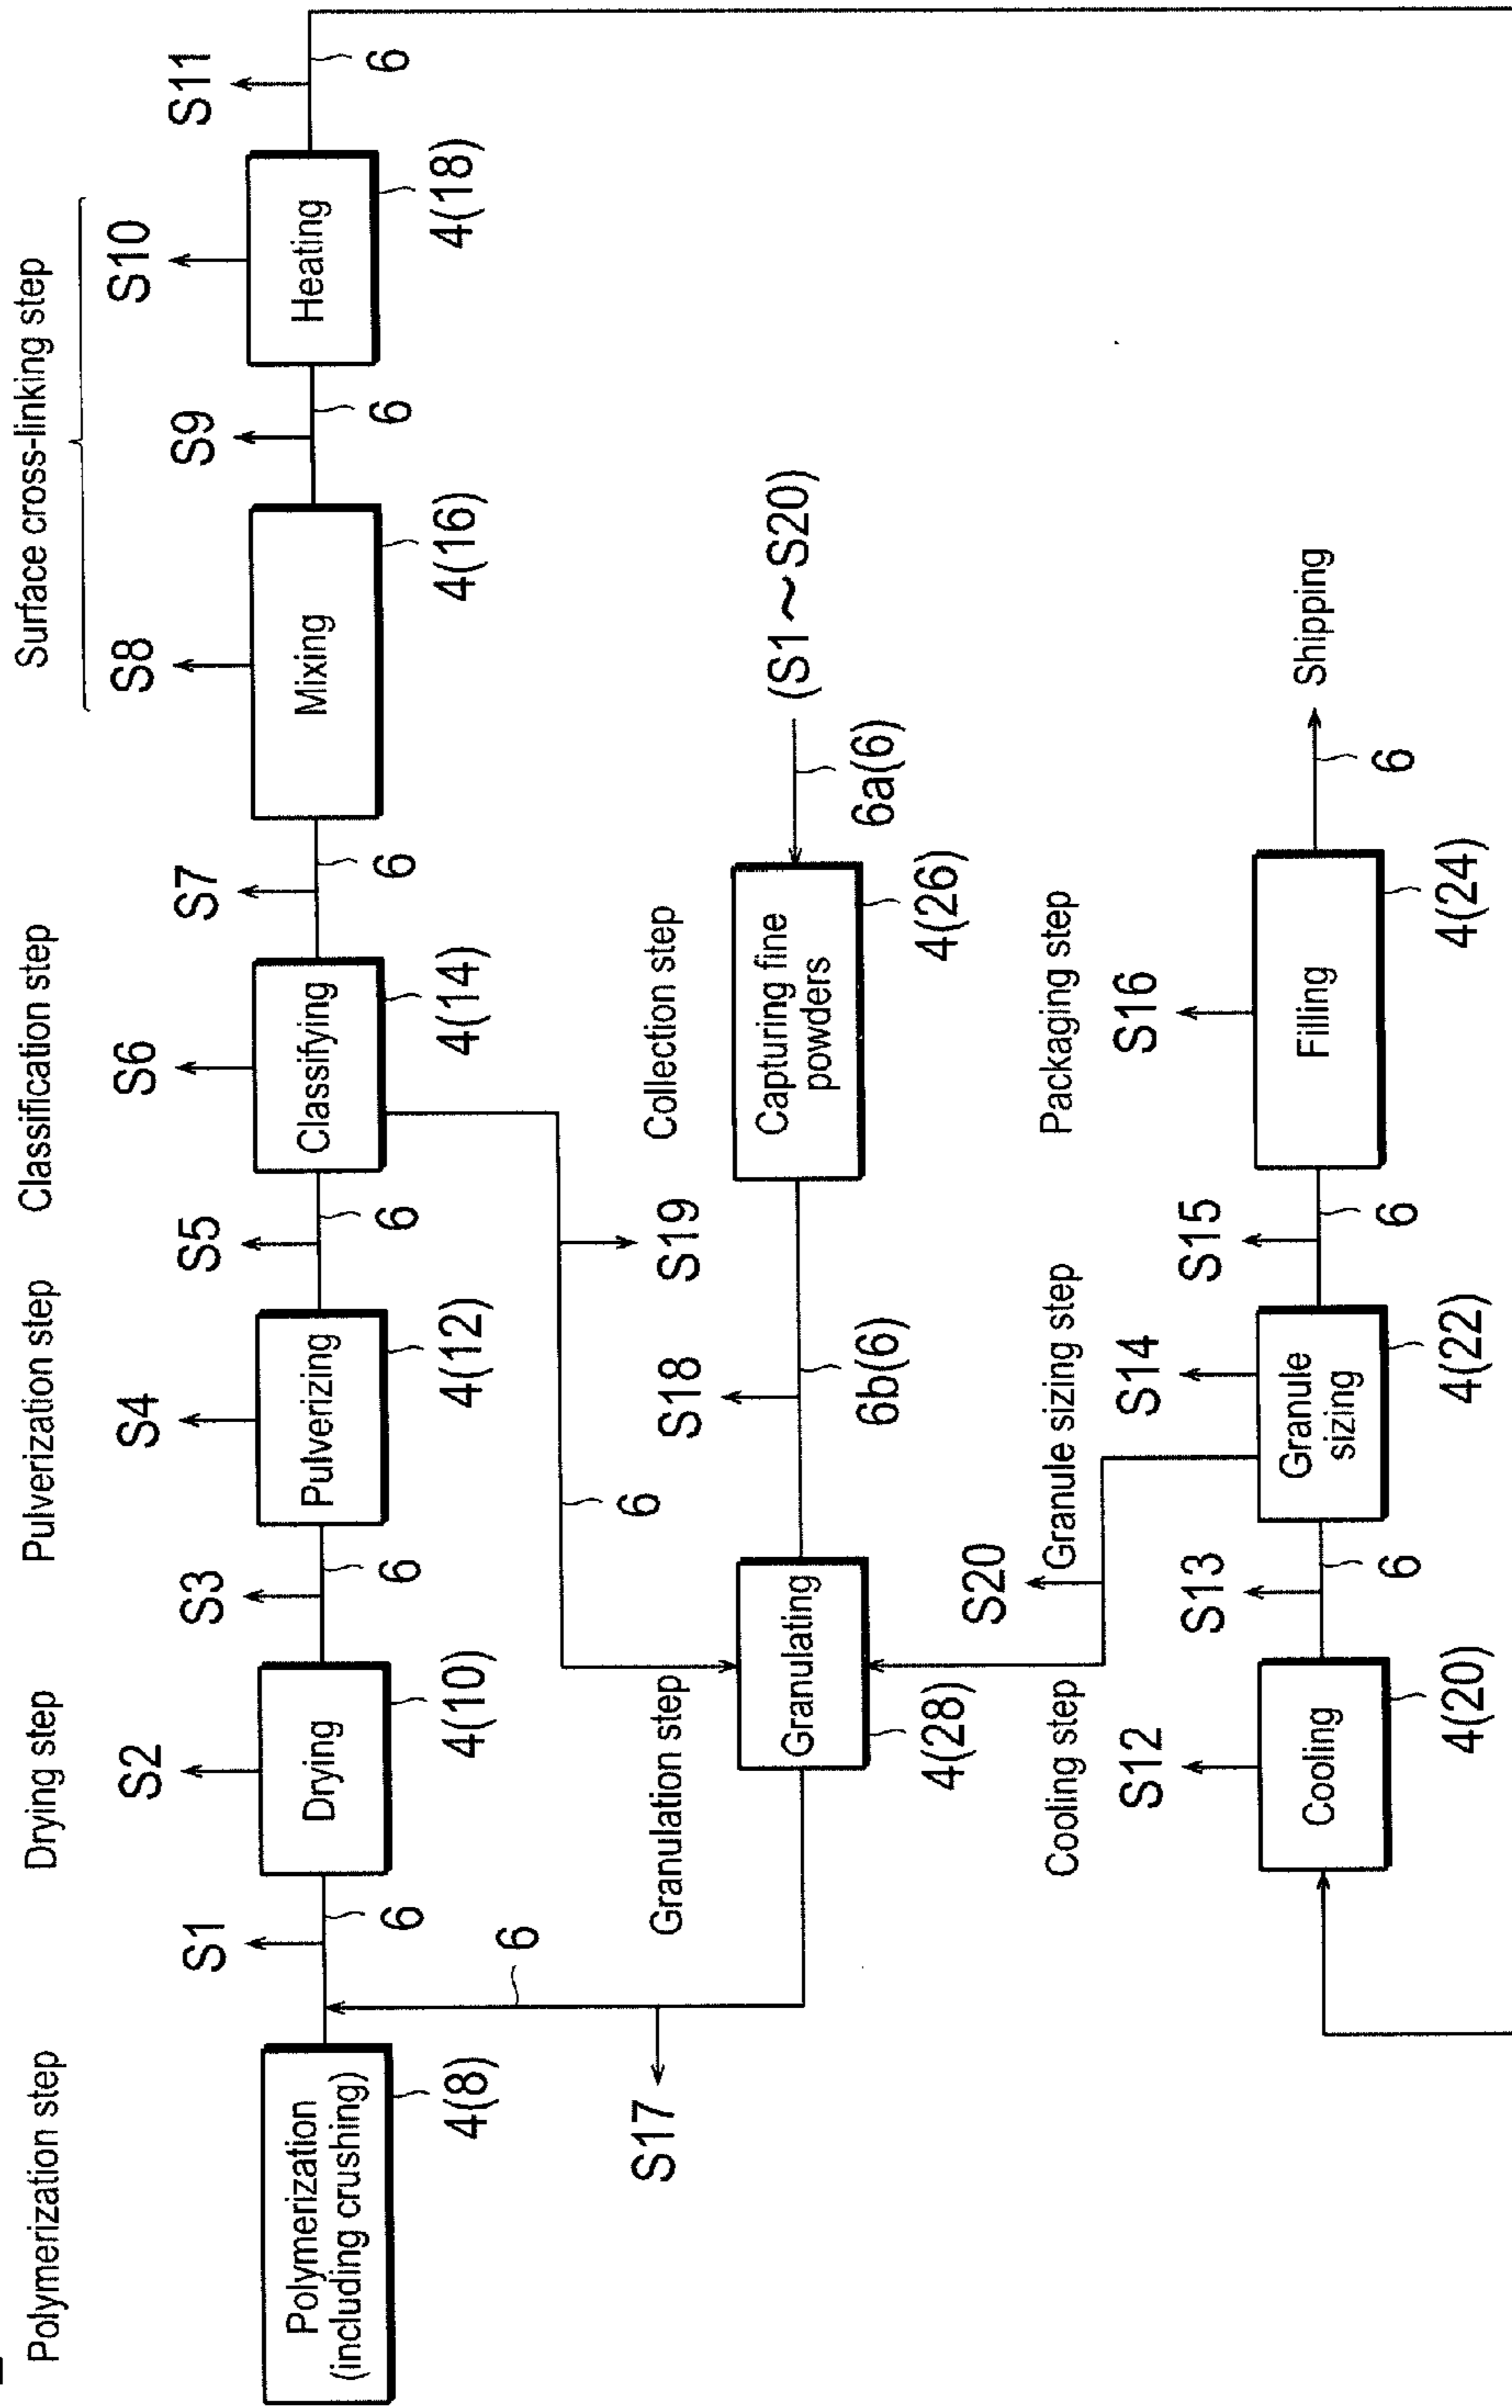 Polymerization step
Drying step
Pulverization step
Classification step
Surface cross-linking step
S1
S2
S3
S4
S5
S6
S7
S8
S9
S10
S11
Polymerization
(including crushing)
Drying
Pulverizing
Classifying
Mixing
Heating
6
6
6
6
6
6
4(8)
4(10)
4(12)
4(14)
4(16)
4(18)
6
S17
6
S19
Granulation step
Collection step
S18
Granulating
Capturing fine
powders
(S1~S20)
4(28)
6b(6)
4(26)
6a(6)
S20
Cooling step
Granule sizing step
Packaging step
S12
S13
S14
S15
S16
Cooling
Granule
sizing
Filling
Shipping
6
6
6
4(20)
4(22)
4(24)